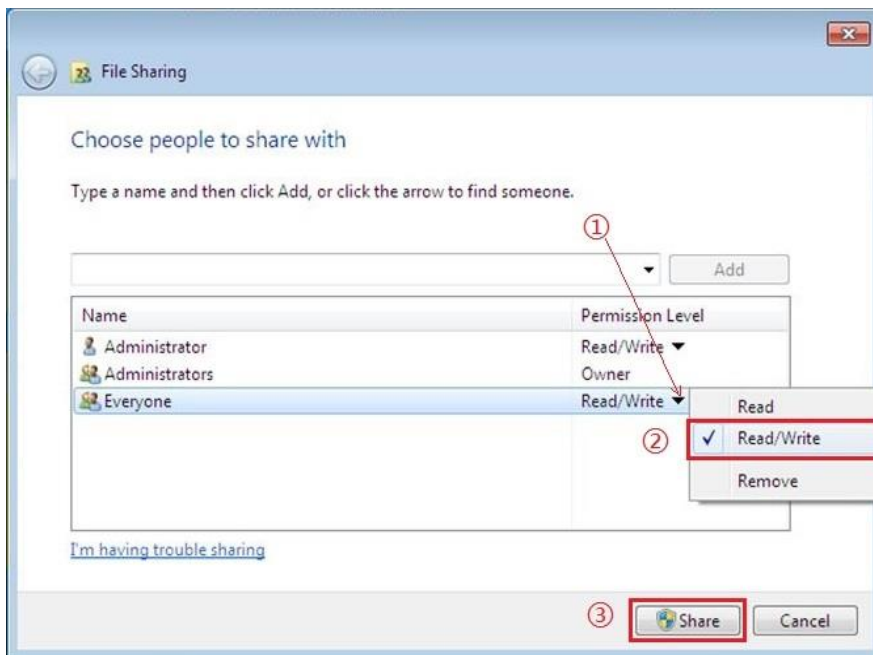 File Sharing
Choose people to share with
Type a name and then click Add, or click the arrow to find someone.
①
Add
Name Permission Level
Administrator Read/Write
Administrators Owner
Everyone Read/Write
Read
② Read/Write
Remove
I'm having trouble sharing
③ Share Cancel